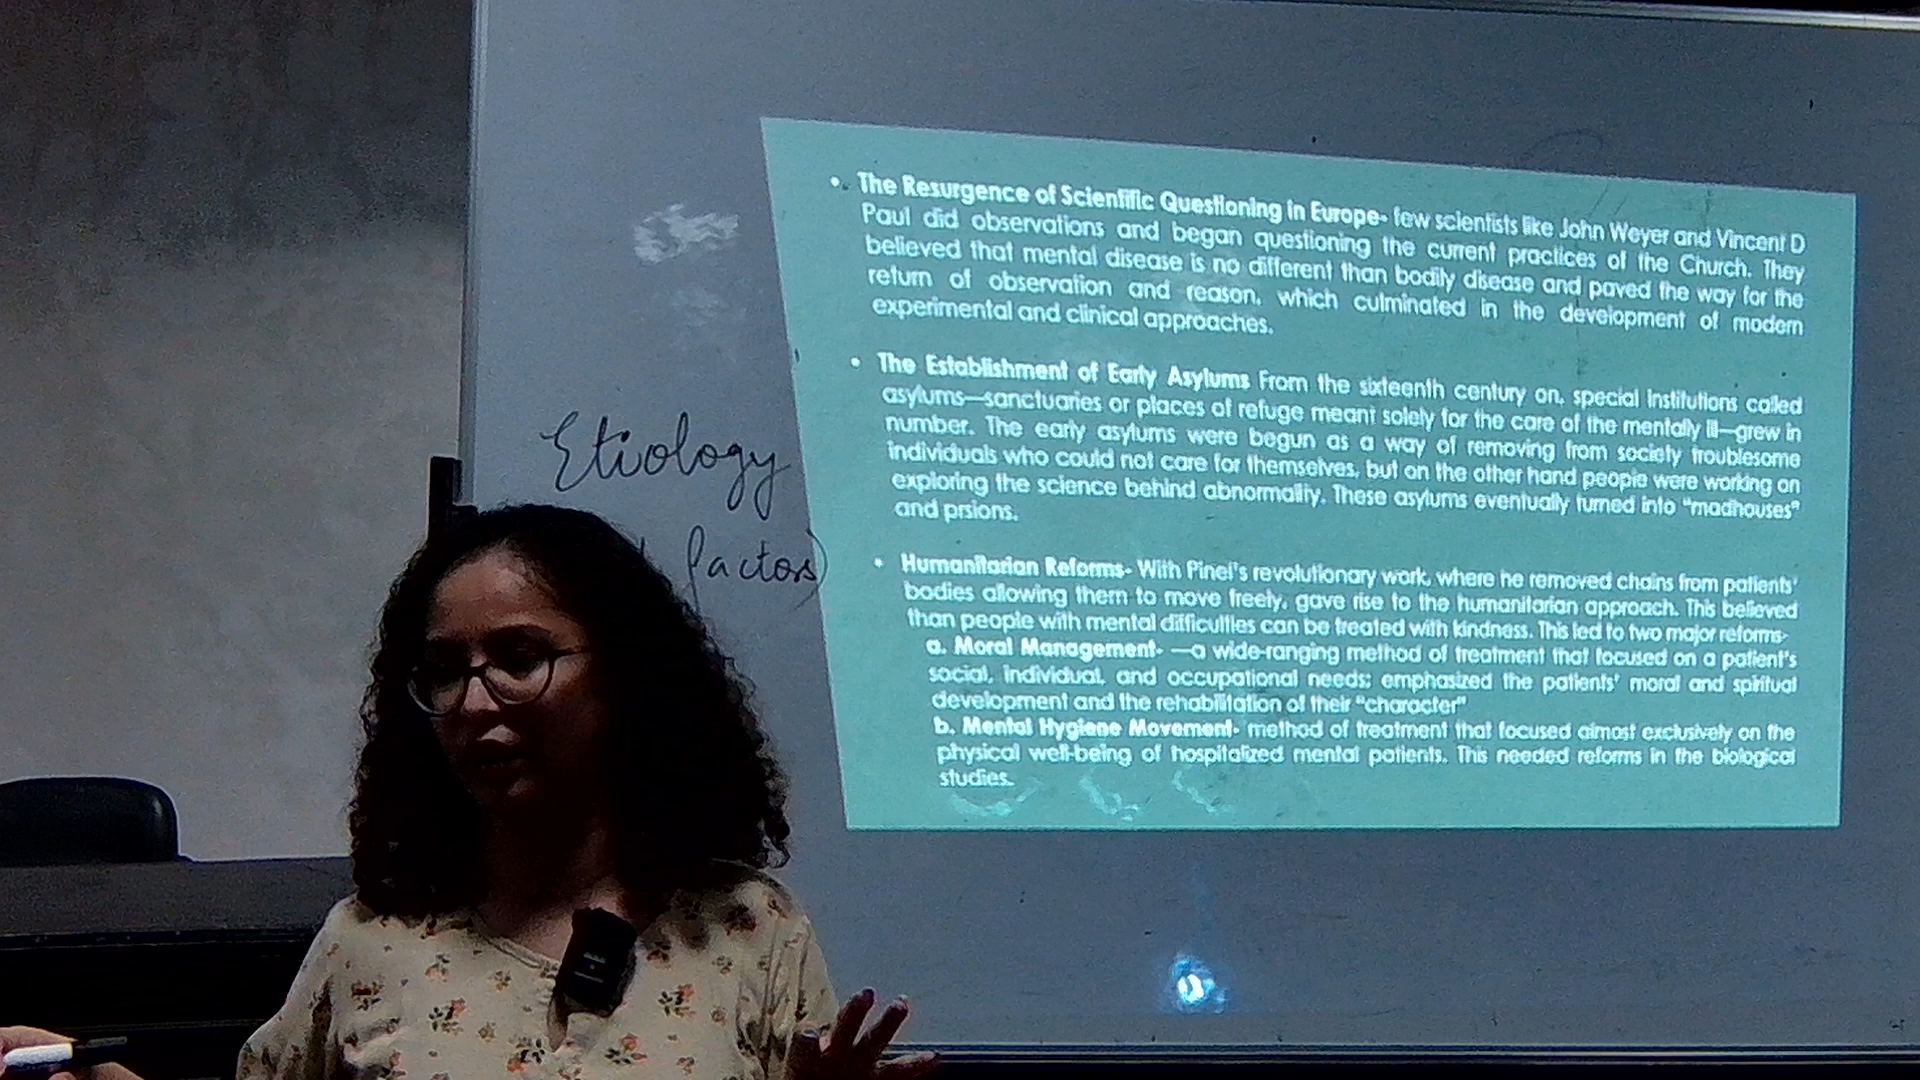 • The Resurgence of Scientific Questioning in Europe- few scientists like John Weyer and Vincent D
Paul did observations and began questioning the current practices of the Church. They
believed that mental disease is no different than bodily disease and paved the way for the
return of observation and reason, which culminated in the development of modern
experimental and clinical approaches.
• The Establishment of Early Asylums From the sixteenth century on, special institutions called
asylums—sanctuaries or places of refuge meant solely for the care of the mentally ill—grew in
number. The early asylums were begun as a way of removing from society troublesome
individuals who could not care for themselves, but on the other hand people were working on
exploring the science behind abnormality. These asylums eventually turned into "madhouses"
and prsions.
• Humanitarian Reforms- With Pinel's revolutionary work, where he removed chains from patients'
bodies allowing them to move freely, gave rise to the humanitarian approach. This believed
than people with mental difficulties can be treated with kindness. This led to two major reforms-
a. Moral Management- —a wide-ranging method of treatment that focused on a patient's
social, individual, and occupational needs; emphasized the patients' moral and spiritual
development and the rehabilitation of their "character"
b. Mental Hygiene Movement- method of treatment that focused almost exclusively on the
physical well-being of hospitalized mental patients. This needed reforms in the biological
studies.
Etiology
factors)